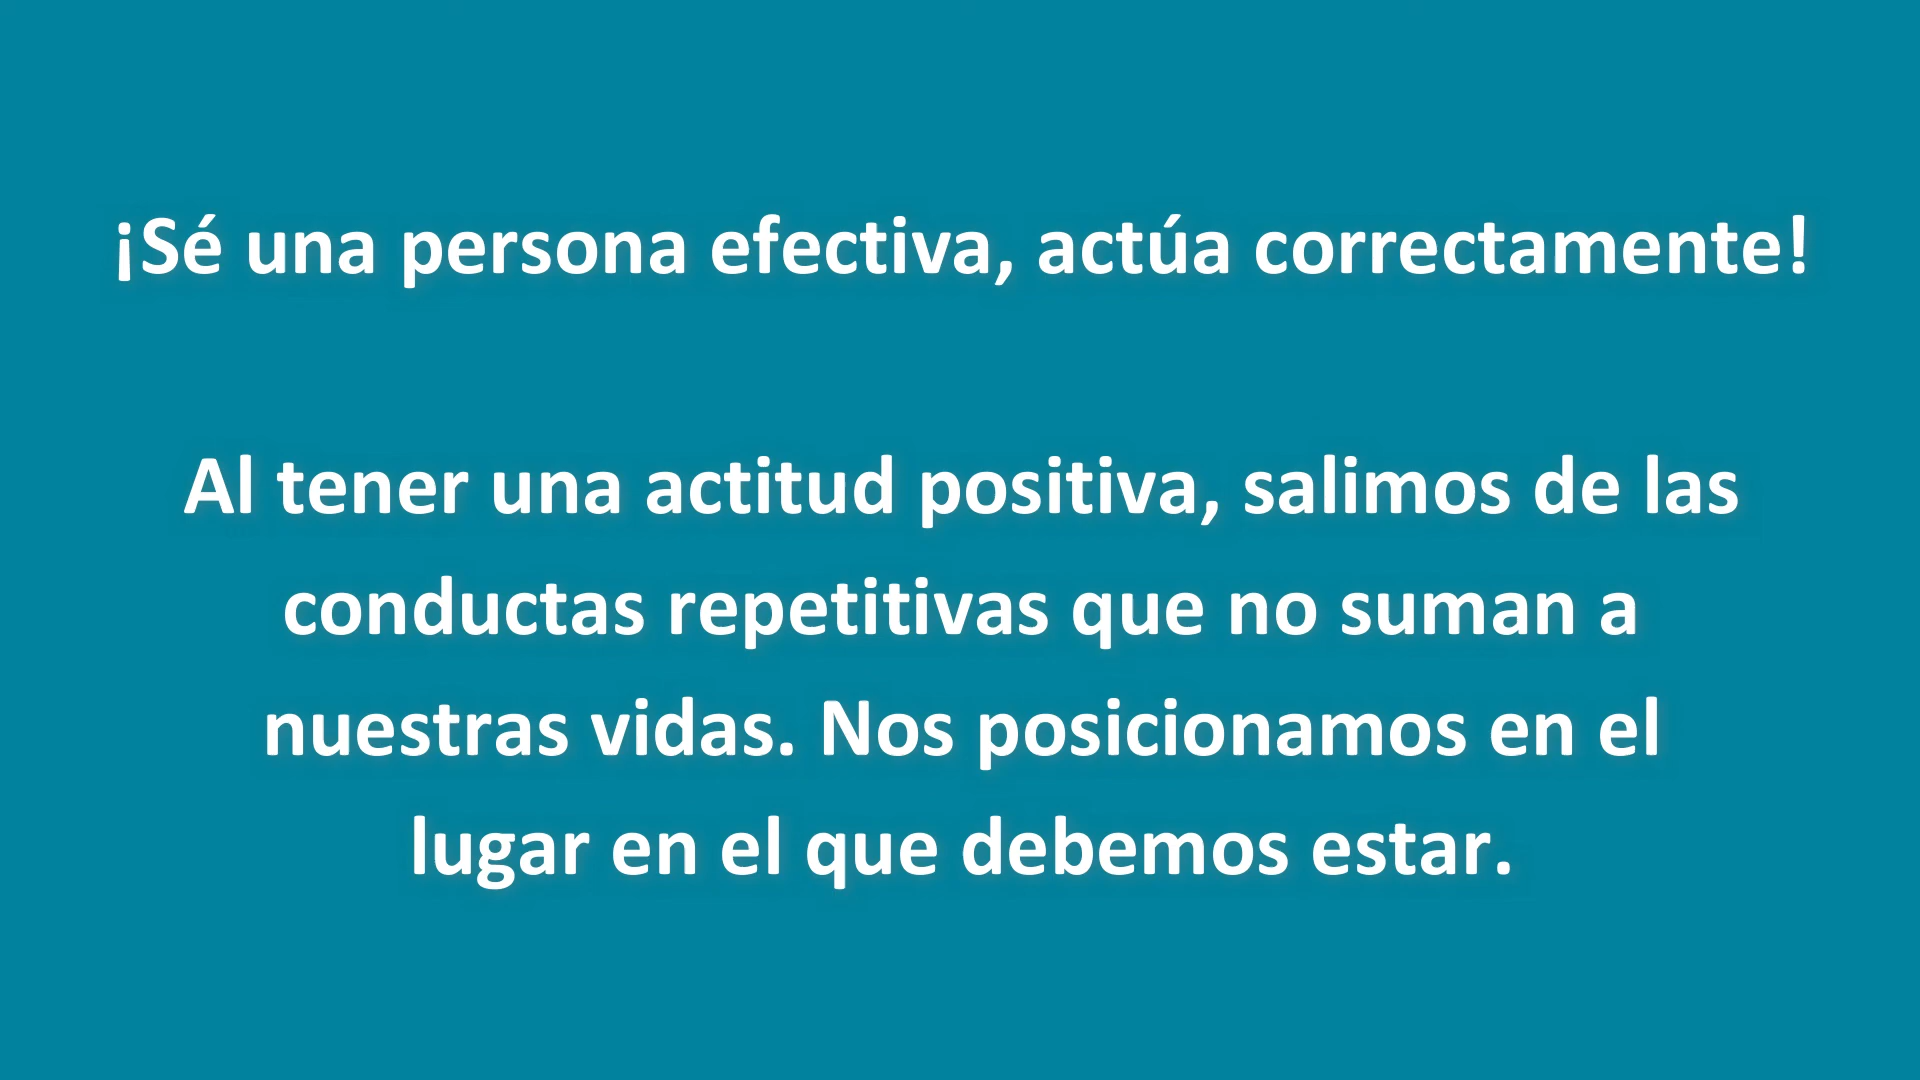 ¡Sé una persona efectiva, actúa correctamente!
Al tener una actitud positiva, salimos de las
conductas repetitivas que no suman a
nuestras vidas. Nos posicionamos en el
lugar en el que debemos estar.